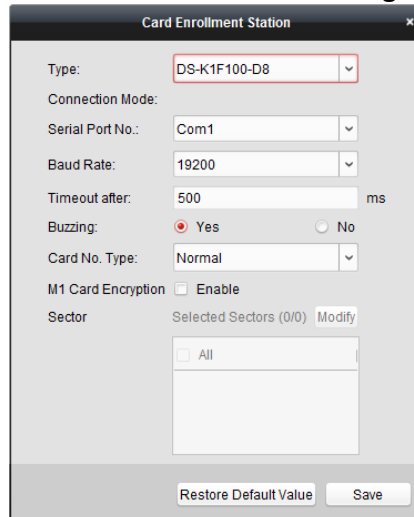 Card Enrollment Station ×
Type: DS-K1F100-D8
Connection Mode:
Serial Port No.: Com1
Baud Rate: 19200
Timeout after: 500 ms
Buzzing: Yes No
Card No. Type: Normal
M1 Card Encryption Enable
Sector Selected Sectors (0/0) Modify
All
Restore Default Value Save